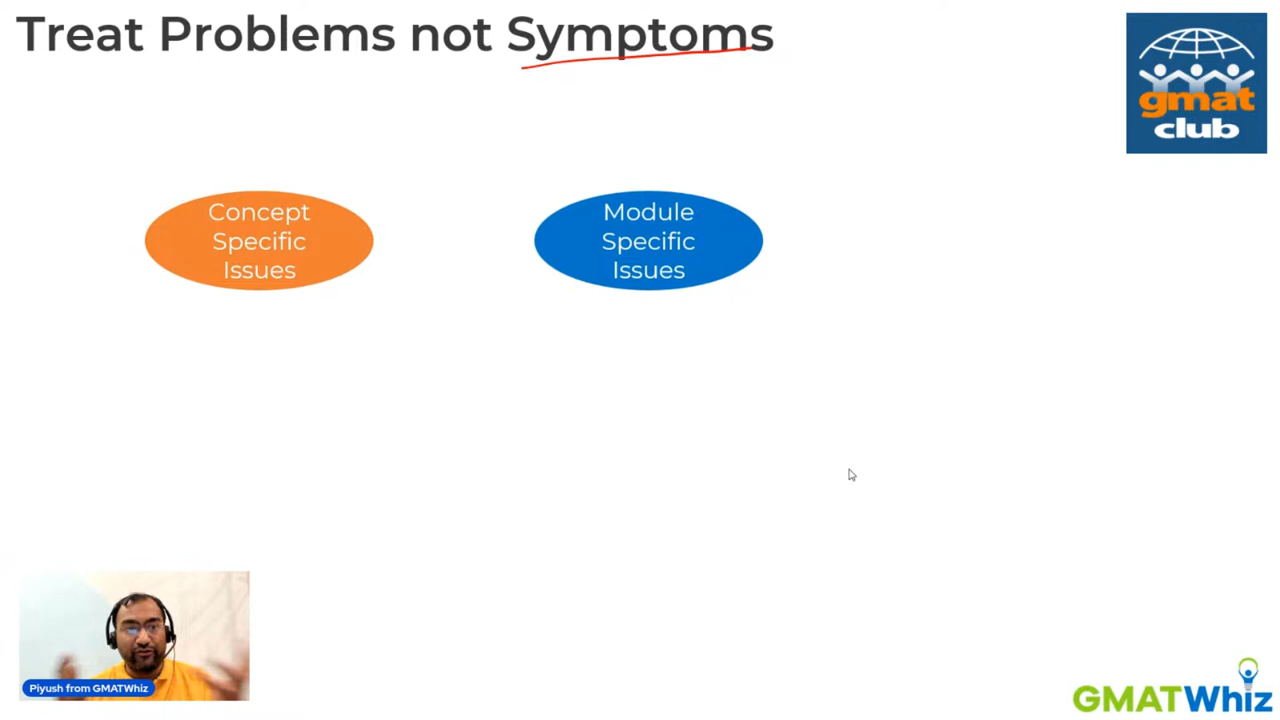 Treat Problems not Symptoms
gmat
club
Concept
Specific
Issues
Module
Specific
Issues
Piyush from GMATWhiz
GMATWhiz